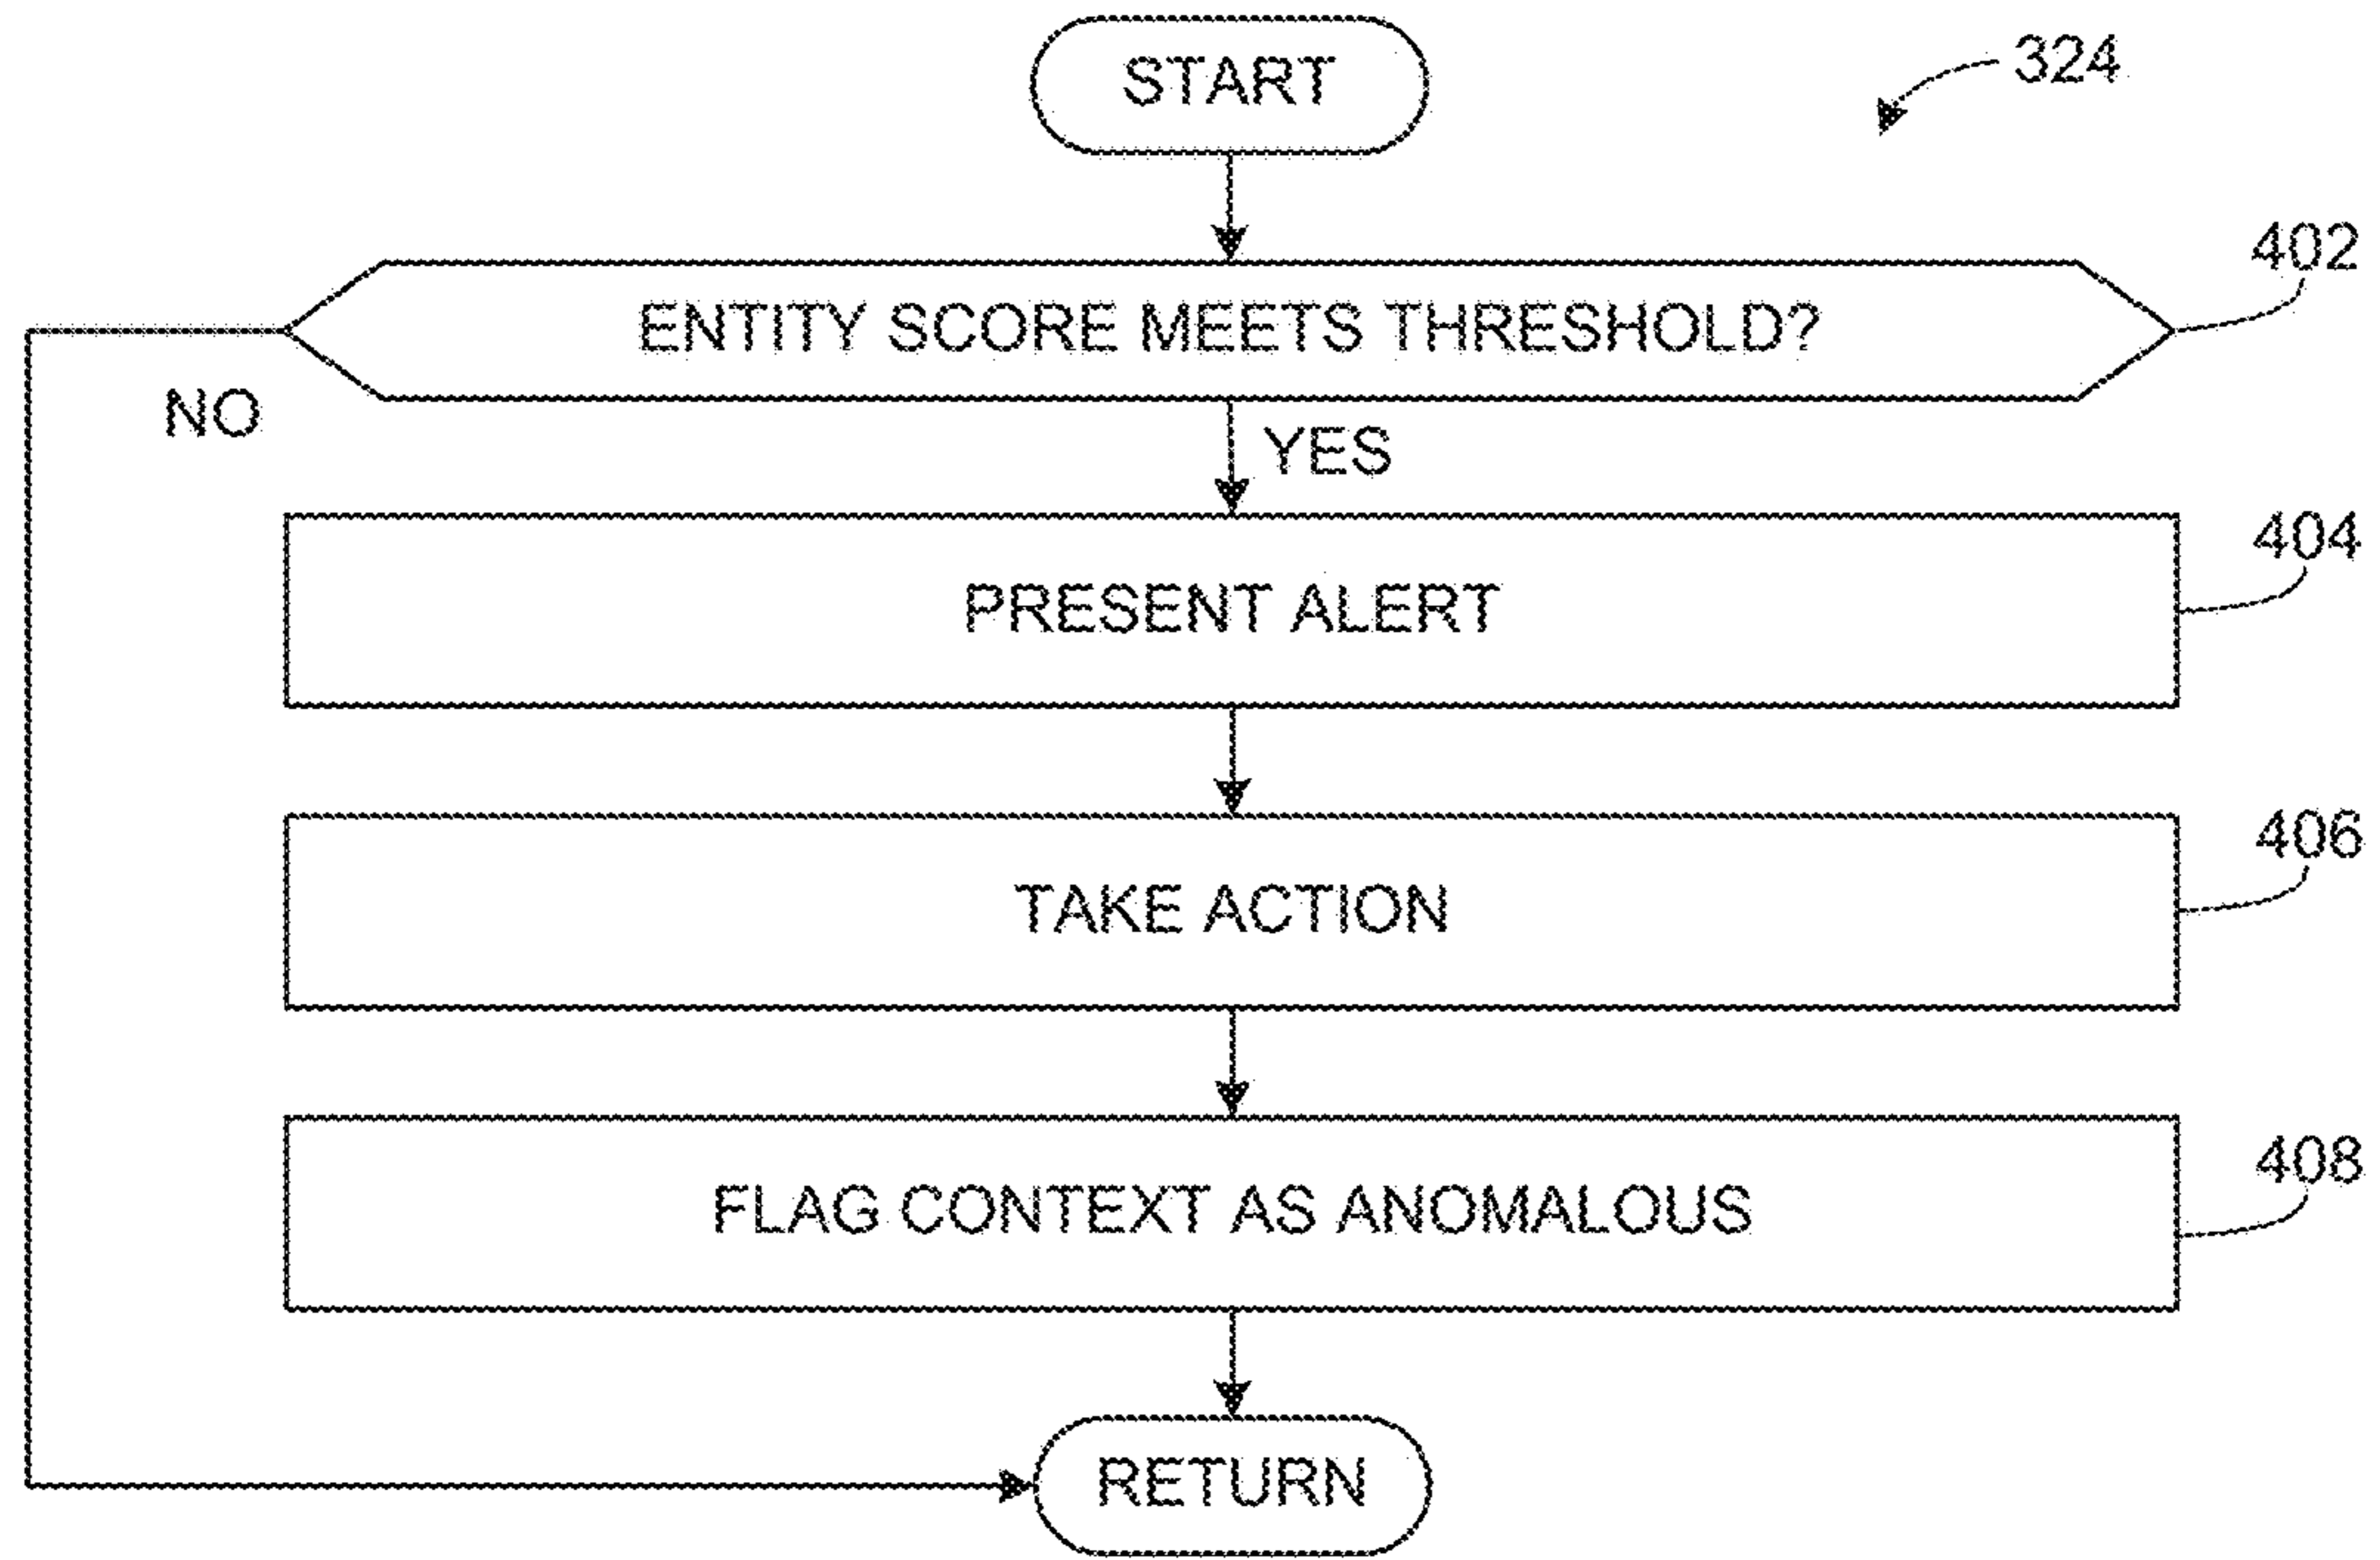 START
324
402
ENTITY SCORE MEETS THRESHOLD?
NO
YES
404
PRESENT ALERT
406
TAKE ACTION
408
FLAG CONTEXT AS ANOMALOUS
RETURN